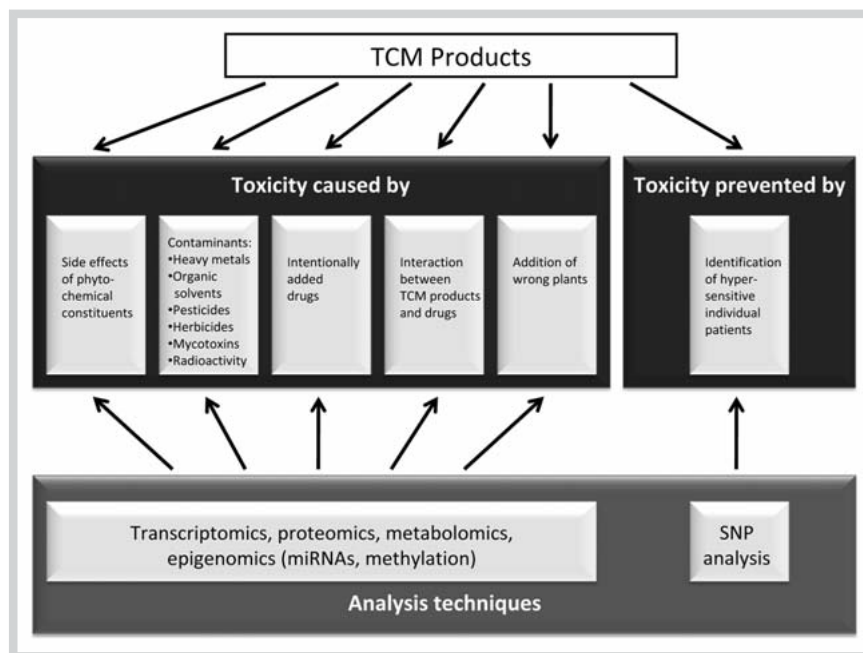 TCM Products
Toxicity caused by
Toxicity prevented by
Side effects
of phyto-
chemical
constituents
Contaminants:
•Heavy metals
•Organic
solvents
•Pesticides
•Herbicides
•Mycotoxins
•Radioactivity
Intentionally
added
drugs
Interaction
between
TCM products
and drugs
Addition of
wrong plants
Identification
of hyper-
sensitive
individual
patients
Transcriptomics, proteomics, metabolomics,
epigenomics (miRNAs, methylation)
SNP
analysis
Analysis techniques